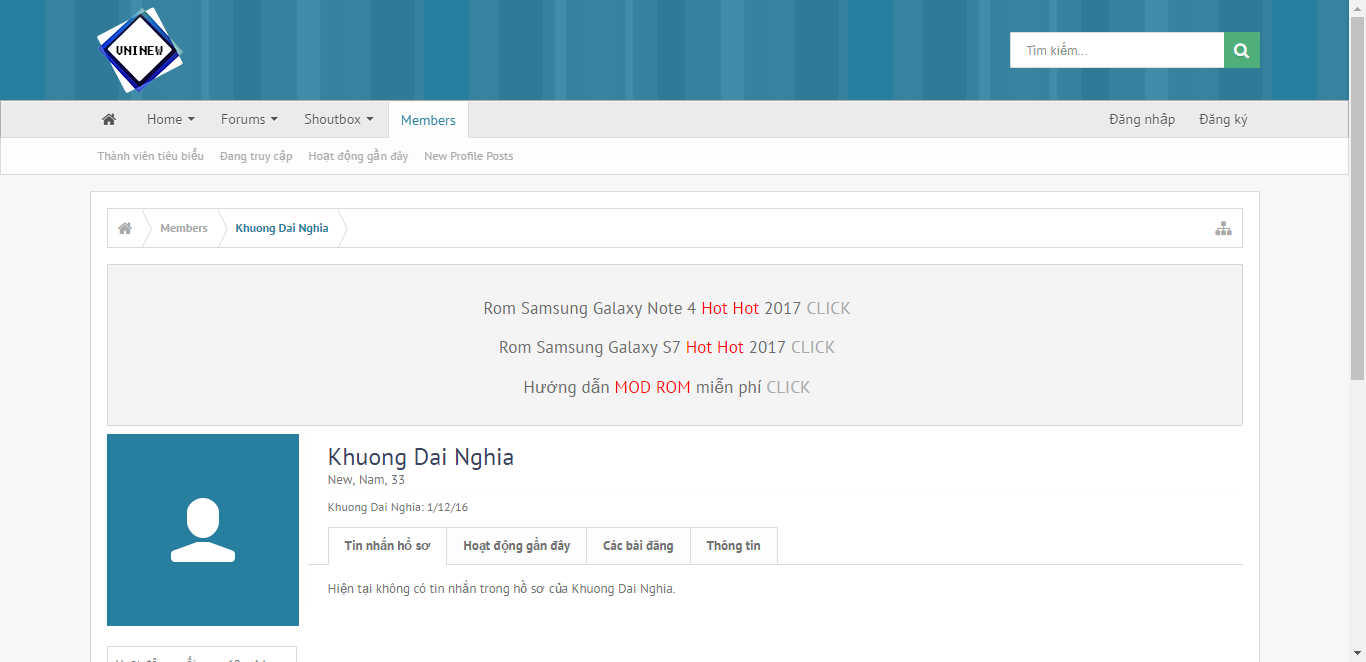 UNINEW
Tìm kiếm...
Home Forums Shoutbox Members Đăng nhập Đăng ký
Thành viên tiêu biểu Đang truy cập Hoạt động gần đây New Profile Posts
Members Khuong Dai Nghia
Rom Samsung Galaxy Note 4 Hot Hot 2017 CLICK
Rom Samsung Galaxy S7 Hot Hot 2017 CLICK
Hướng dẫn MOD ROM miễn phí CLICK
Khuong Dai Nghia
New, Nam, 33
Khuong Dai Nghia: 1/12/16
Tin nhắn hồ sơ Hoạt động gần đây Các bài đăng Thông tin
Hiện tại không có tin nhắn trong hồ sơ của Khuong Dai Nghia.